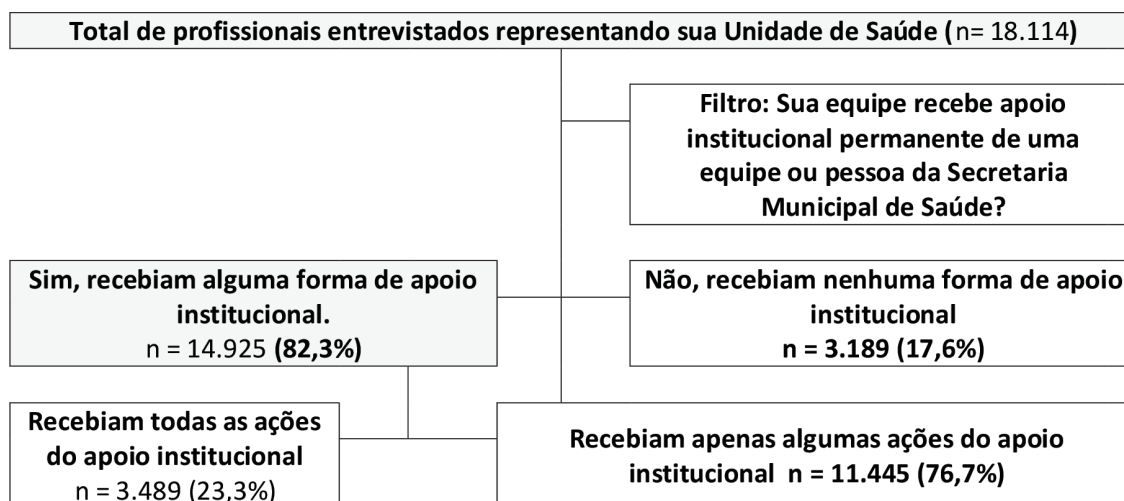 Total de profissionais entrevistados representando sua Unidade de Saúde (n= 18.114)
Filtro: Sua equipe recebe apoio
institucional permanente de uma
equipe ou pessoa da Secretaria
Municipal de Saúde?
Sim, recebiam alguma forma de apoio
institucional.
n = 14.925 (82,3%)
Não, recebiam nenhuma forma de apoio
institucional
n = 3.189 (17,6%)
Recebiam todas as ações
do apoio institucional
n = 3.489 (23,3%)
Recebiam apenas algumas ações do apoio
institucional n = 11.445 (76,7%)